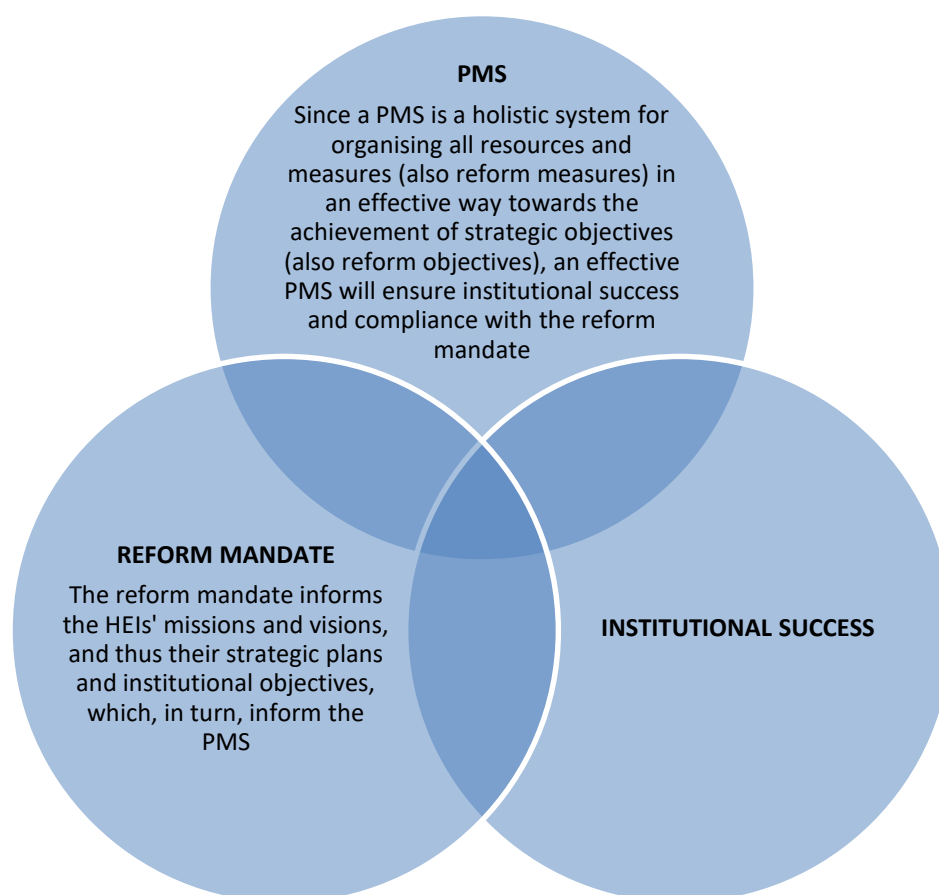 PMS
Since a PMS is a holistic system for
organising all resources and
measures (also reform measures) in
an effective way towards the
achievement of strategic objectives
(also reform objectives), an effective
PMS will ensure institutional success
and compliance with the reform
mandate
REFORM MANDATE
The reform mandate informs
the HEIs' missions and visions,
and thus their strategic plans
and institutional objectives,
which, in turn, inform the
PMS
INSTITUTIONAL SUCCESS